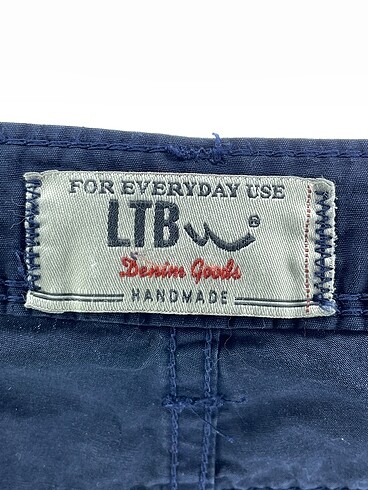 FOR EVERYDAY USE
LTB ®
Denim Goods
HANDMADE